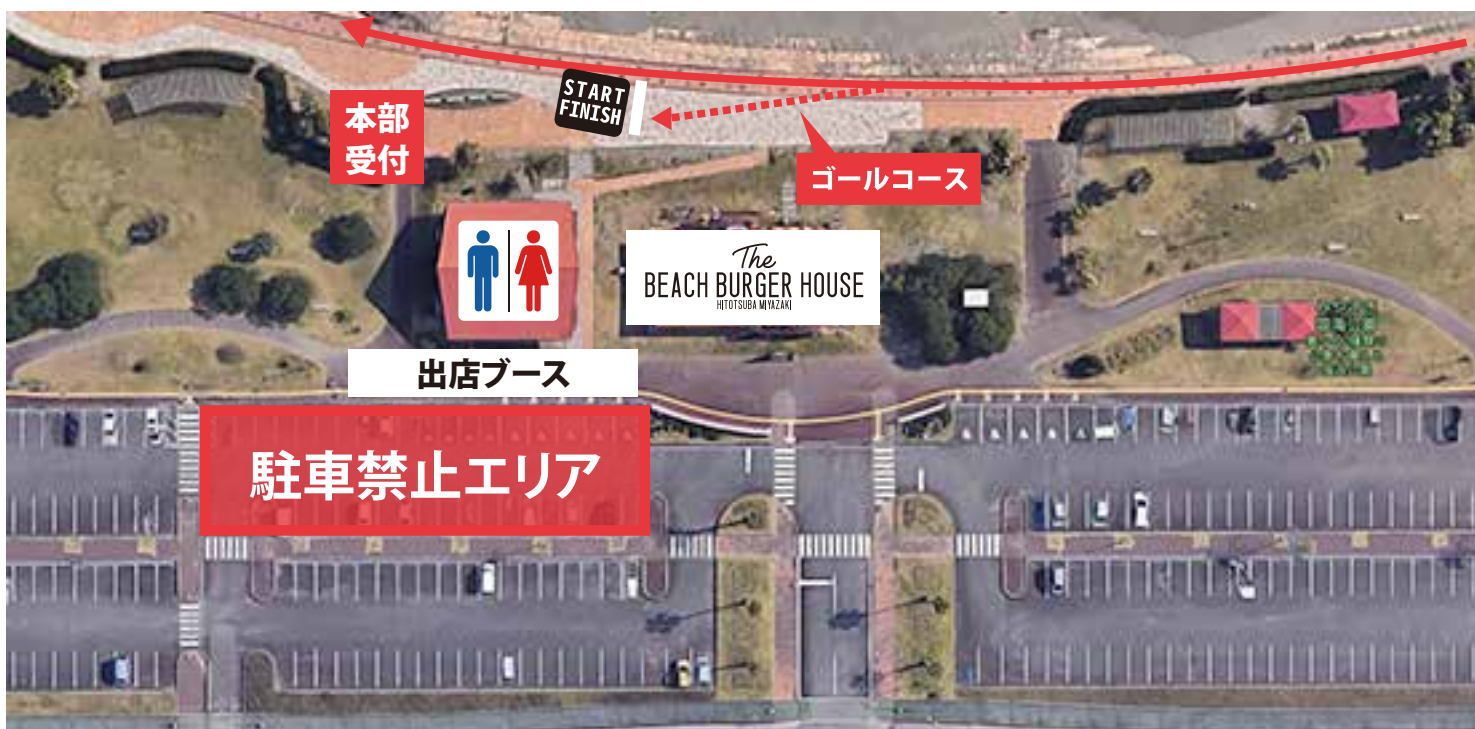 START
FINISH
本部
受付
ゴールコース
The
BEACH BURGER HOUSE
HITOTSUBA MIYAZAKI
出店ブース
駐車禁止エリア